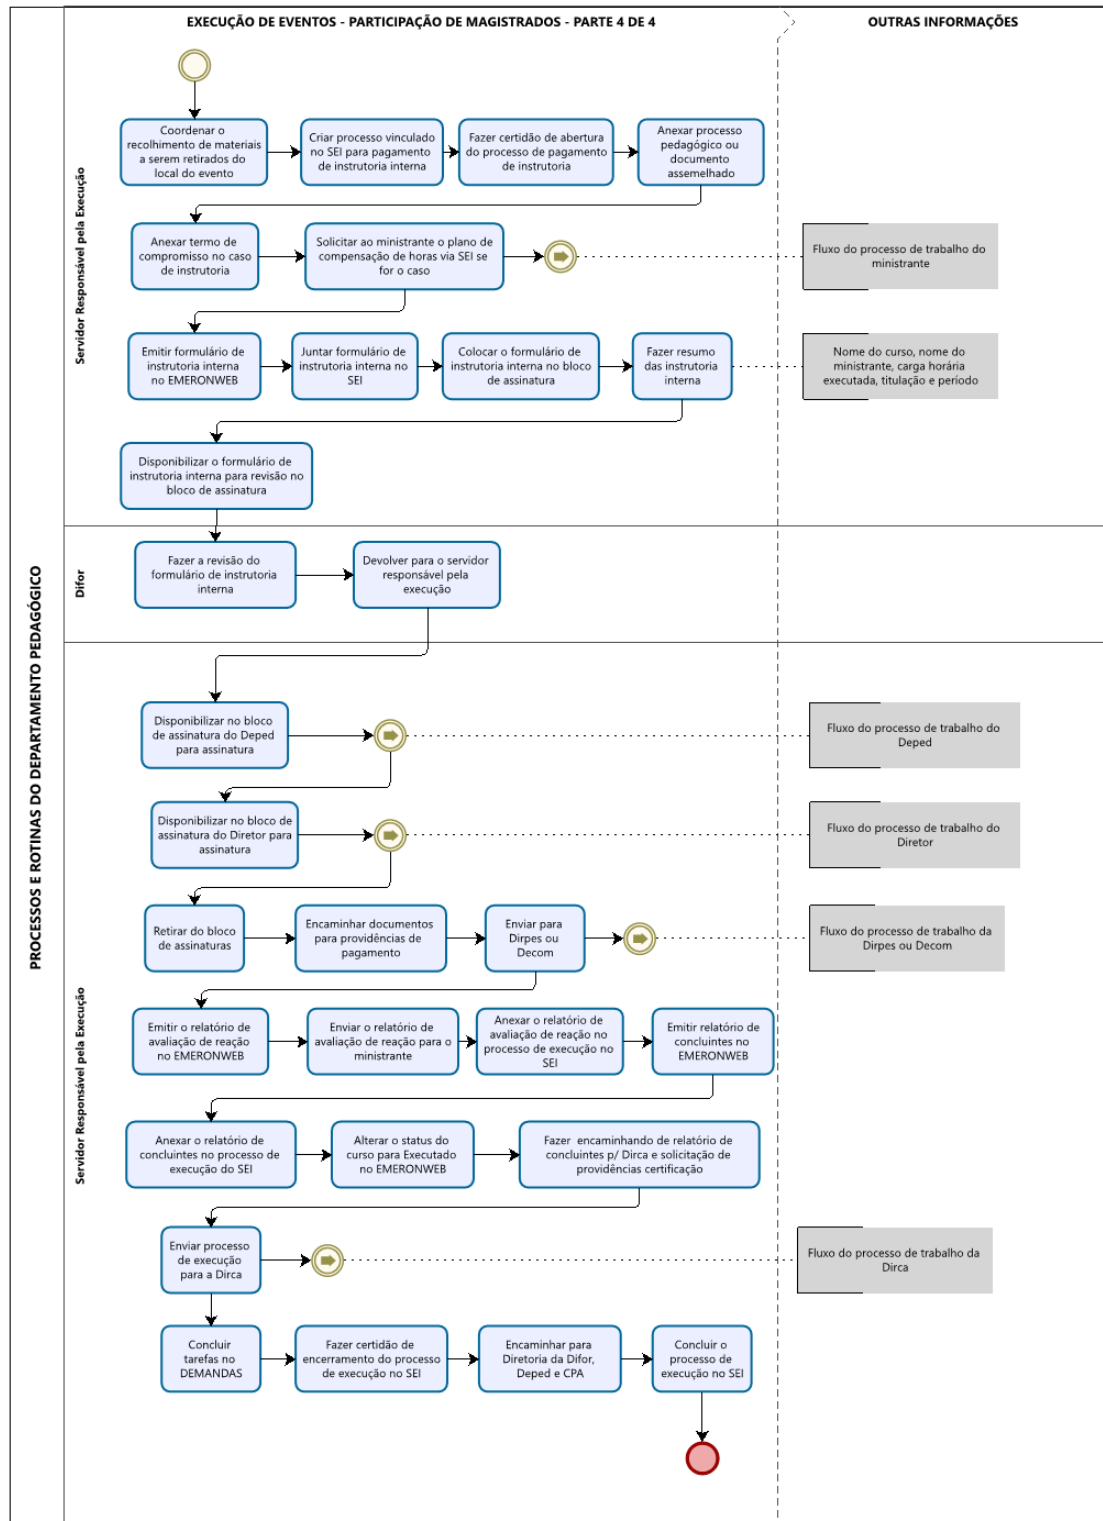 EXECUÇÃO DE EVENTOS - PARTICIPAÇÃO DE MAGISTRADOS - PARTE 4 DE 4
OUTRAS INFORMAÇÕES
PROCESSOS E ROTINAS DO DEPARTAMENTO PEDAGÓGICO
Servidor Responsável pela Execução
Coordenar o
recolhimento de materiais
a serem retirados do
local do evento
Criar processo vinculado
no SEI para pagamento
de instrutoria interna
Fazer certidão de abertura
do processo de pagamento
de instrutoria
Anexar processo
pedagógico ou
documento
assemelhado
Anexar termo de
compromisso no caso
de instrutoria
Solicitar ao ministrante o plano de
compensação de horas via SEI se
for o caso
Fluxo do processo de trabalho do
ministrante
Emitir formulário de
instrutoria interna
no EMERONWEB
Juntar formulário de
instrutoria interna no
SEI
Colocar o formulário de
instrutoria interna no bloco
de assinatura
Fazer resumo
das instrutoria
interna
Nome do curso, nome do
ministrante, carga horária
executada, titulação e período
Disponibilizar o formulário de
instrutoria interna para revisão no
bloco de assinatura
Difor
Fazer a revisão do
formulário de instrutoria
interna
Devolver para o servidor
responsável pela
execução
Servidor Responsável pela Execução
Disponibilizar no bloco
de assinatura do Deped
para assinatura
Fluxo do processo de trabalho do
Deped
Disponibilizar no bloco de
assinatura do Diretor para
assinatura
Fluxo do processo de trabalho do
Diretor
Retirar do bloco
de assinaturas
Encaminhar documentos
para providências de
pagamento
Enviar para
Dirpes ou
Decom
Fluxo do processo de trabalho da
Dirpes ou Decom
Emitir o relatório de
avaliação de reação
no EMERONWEB
Enviar o relatório de
avaliação de reação para o
ministrante
Anexar o relatório de
avaliação de reação no
processo de execução no
SEI
Emitir relatório de
concluintes no
EMERONWEB
Anexar o relatório de
concluintes no processo de
execução do SEI
Alterar o status do
curso para Executado
no EMERONWEB
Fazer encaminhando de relatório de
concluintes p/ Dirca e solicitação de
providências certificação
Enviar processo
de execução
para a Dirca
Fluxo do processo de trabalho da
Dirca
Concluir
tarefas no
DEMANDAS
Fazer certidão de
encerramento do processo
de execução no SEI
Encaminhar para
Diretoria da Difor,
Deped e CPA
Concluir o
processo de
execução no SEI